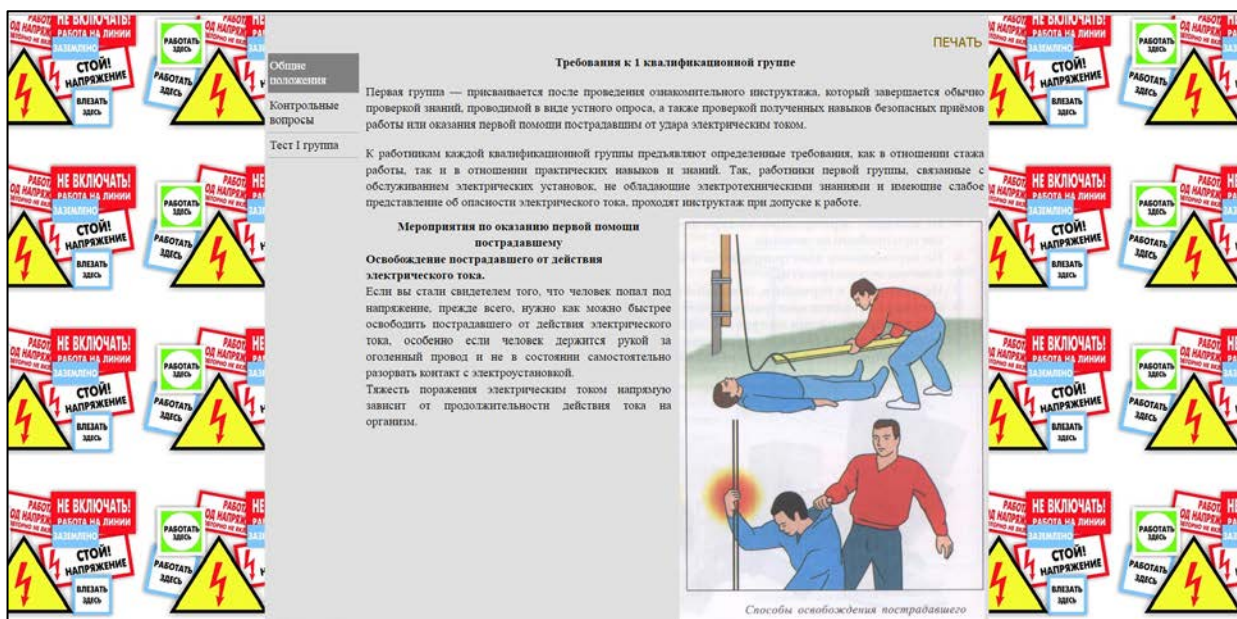 ПЕЧАТЬ
Общие
положения
Контрольные
вопросы
Тест I группа
Требования к 1 квалификационной группе
Первая группа — присваивается после проведения ознакомительного инструктажа, который завершается обычно
проверкой знаний, проводимой в виде устного опроса, а также проверкой полученных навыков безопасных приёмов
работы или оказания первой помощи пострадавшим от удара электрическим током.
К работникам каждой квалификационной группы предъявляют определенные требования, как в отношении стажа
работы, так и в отношении практических навыков и знаний. Так, работники первой группы, связанные с
обслуживанием электрических установок, не обладающие электротехническими знаниями и имеющие слабое
представление об опасности электрического тока, проходят инструктаж при допуске к работе.
Мероприятия по оказанию первой помощи
пострадавшему
Освобождение пострадавшего от действия
электрического тока.
Если вы стали свидетелем того, что человек попал под
напряжение, прежде всего, нужно как можно быстрее
освободить пострадавшего от действия электрического
тока, особенно если человек держится рукой за
оголенный провод и не в состоянии самостоятельно
разорвать контакт с электроустановкой.
Тяжесть поражения электрическим током напрямую
зависит от продолжительности действия тока на
организм.
Способы освобождения пострадавшего
НЕ ВКЛЮЧАТЬ!
РАБОТА НА ЛИНИИ
ЗАЗЕМЛЕНО
СТОЙ!
НАПРЯЖЕНИЕ
ВЛЕЗАТЬ
ЗДЕСЬ
РАБОТАТЬ
ЗДЕСЬ
РАБОТАТЬ
ЗДЕСЬ